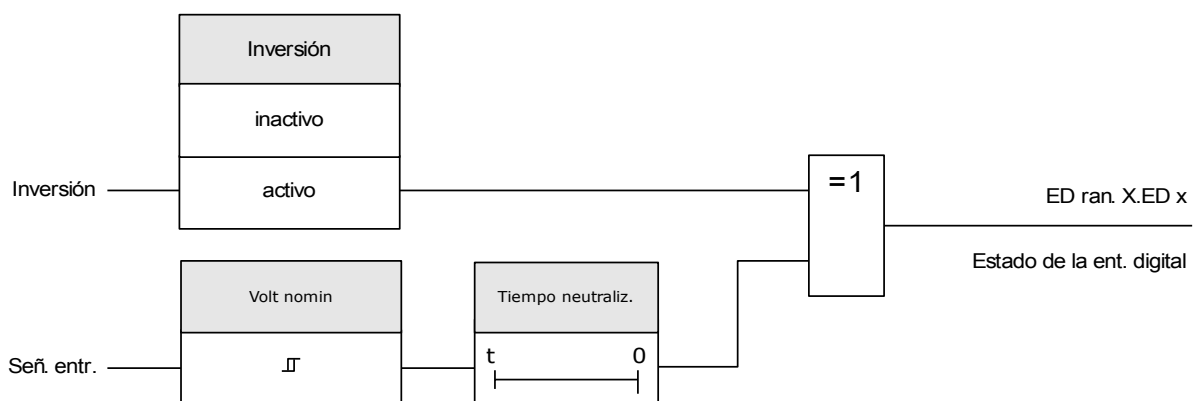 Inversión
inactivo
Inversión
activo
=1
ED ran. X.ED x
Estado de la ent. digital
Volt nomin
Tiempo neutraliz.
Señ. entr.
t 0